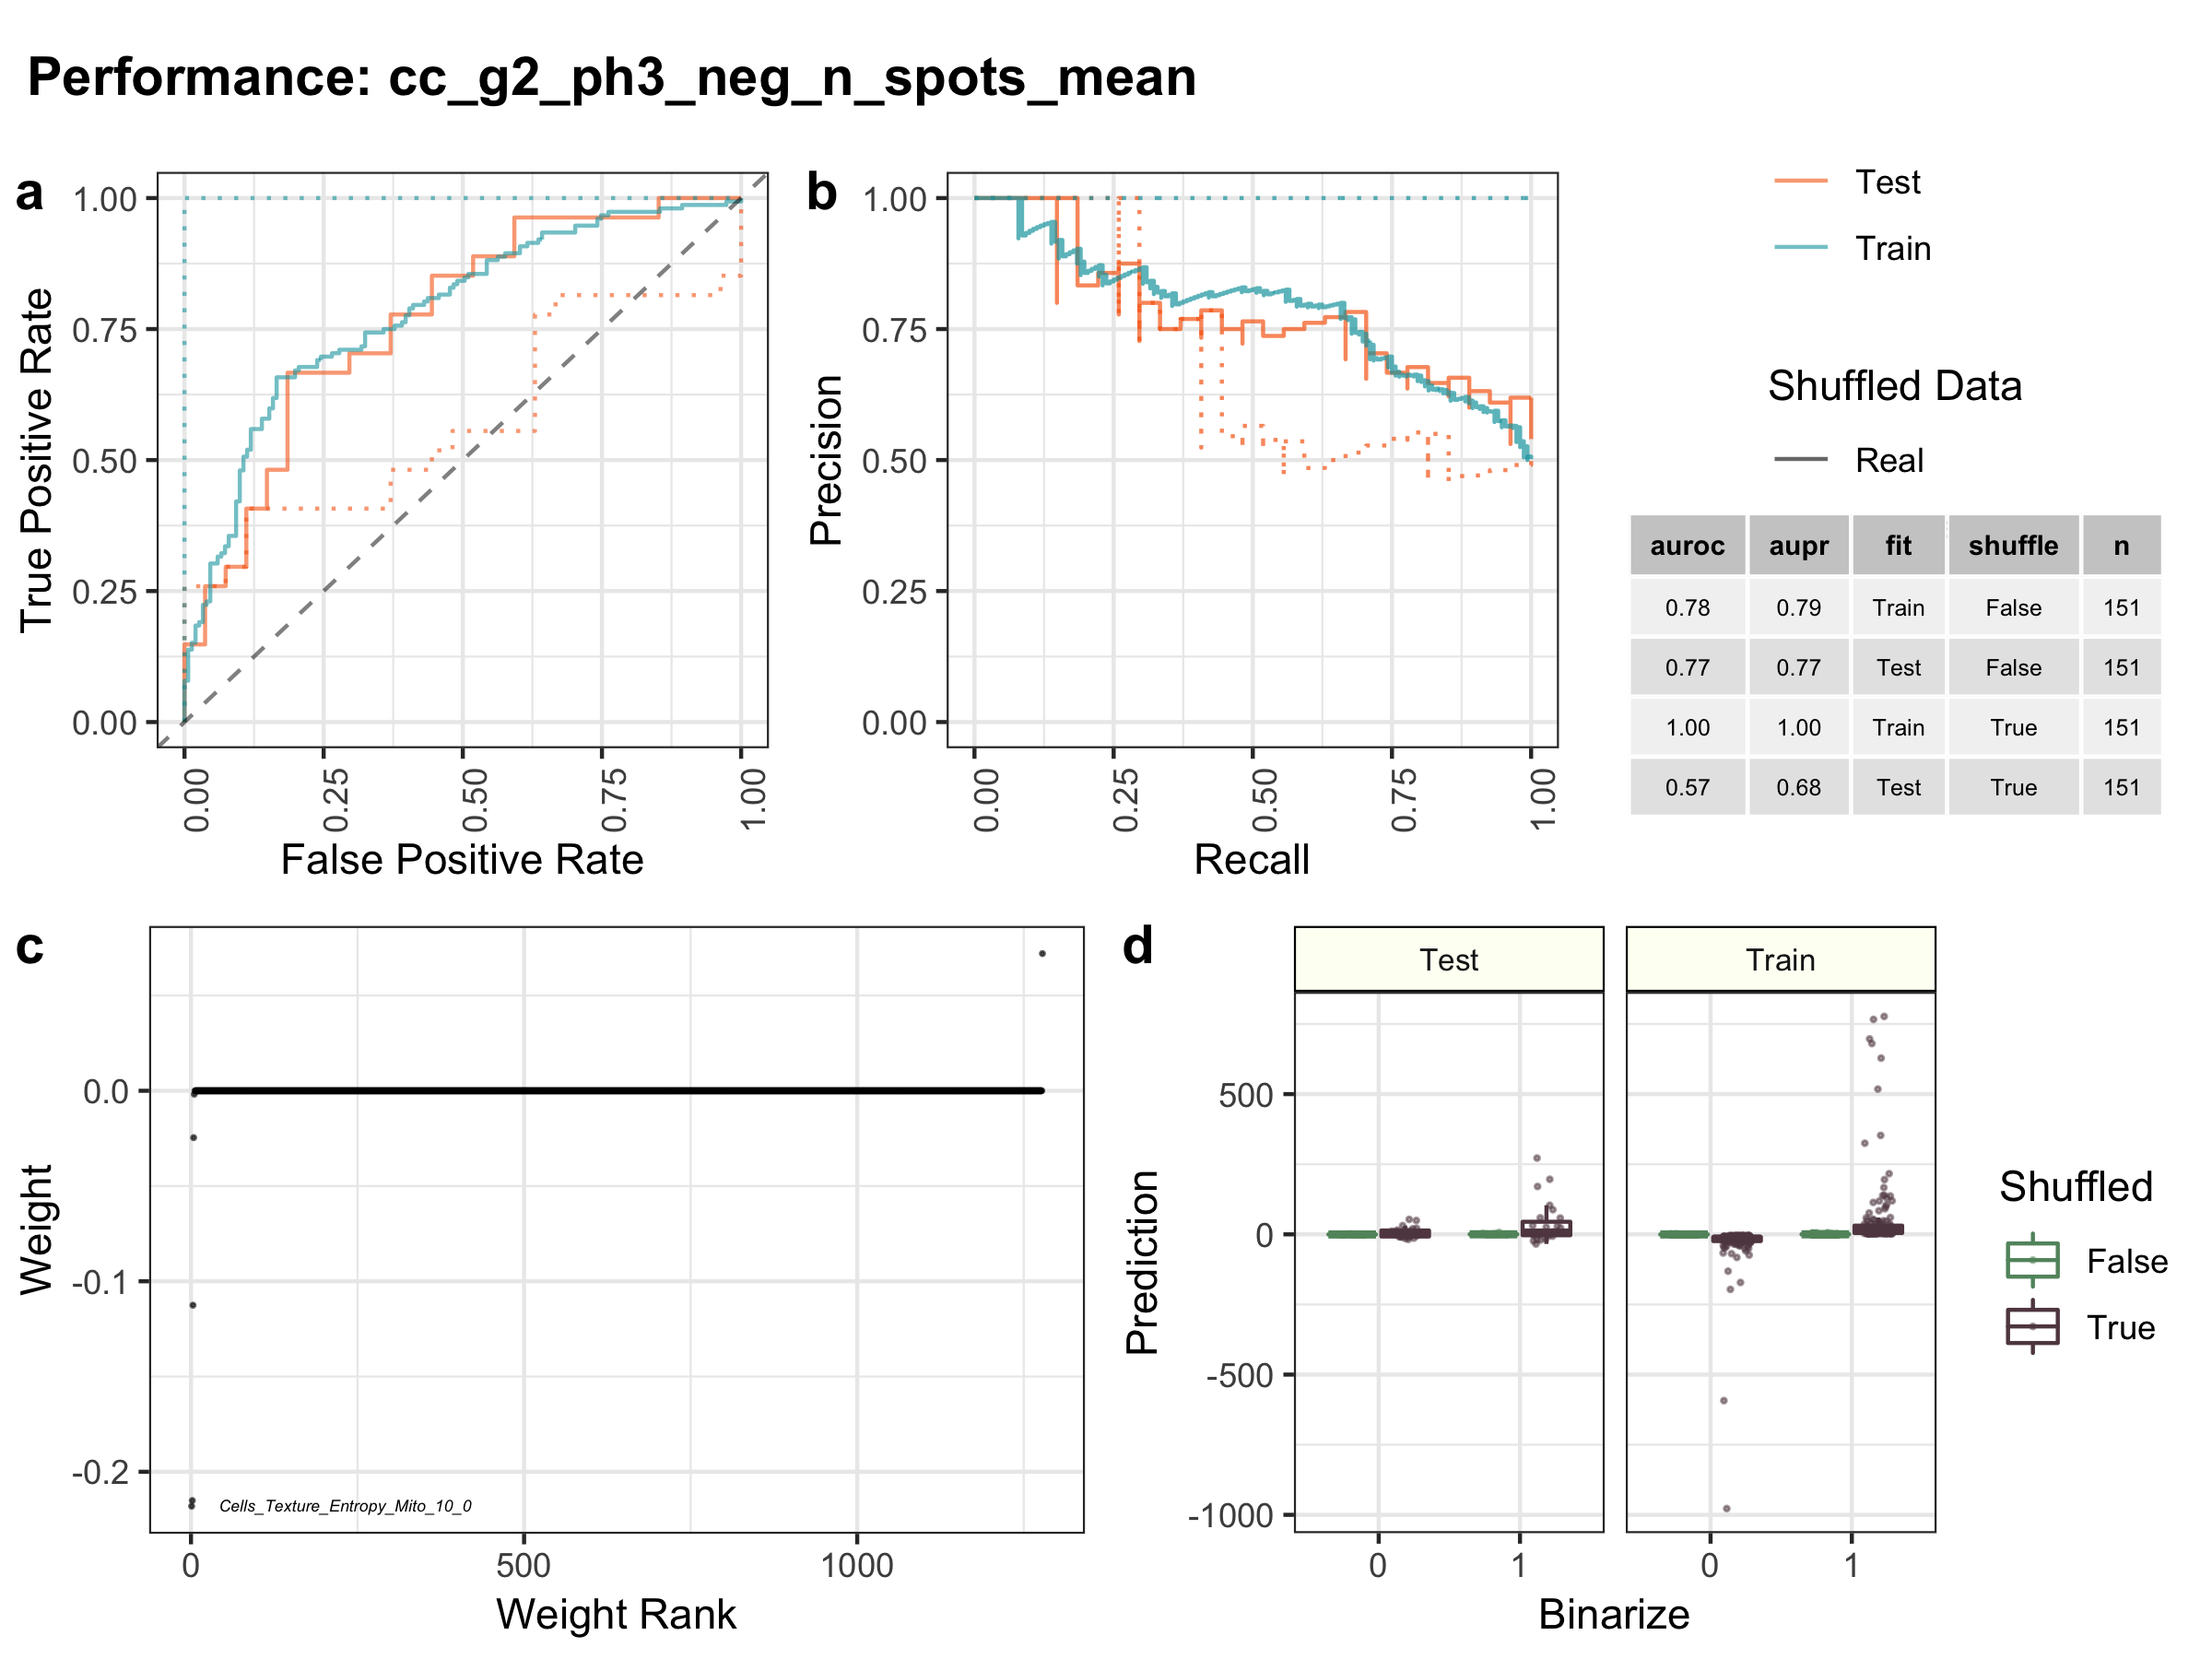 Performance: cc_g2_ph3_neg_n_spots_mean
a
1.00
0.75
0.50
0.25
0.00
True Positive Rate
0.00
0.25
0.50
0.75
1.00
False Positive Rate
b
1.00
0.75
0.50
0.25
0.00
Precision
0.00
0.25
0.50
0.75
1.00
Recall
Test
Train
Shuffled Data
Real
auroc aupr fit shuffle n
0.78 0.79 Train False 151
0.77 0.77 Test False 151
1.00 1.00 Train True 151
0.57 0.68 Test True 151
c
0.0
-0.1
-0.2
Weight
Cells_Texture_Entropy_Mito_10_0
0 500 1000
Weight Rank
d
Test Train
500
0
-500
-1000
Prediction
0 1 0 1
Binarize
Shuffled
False
True